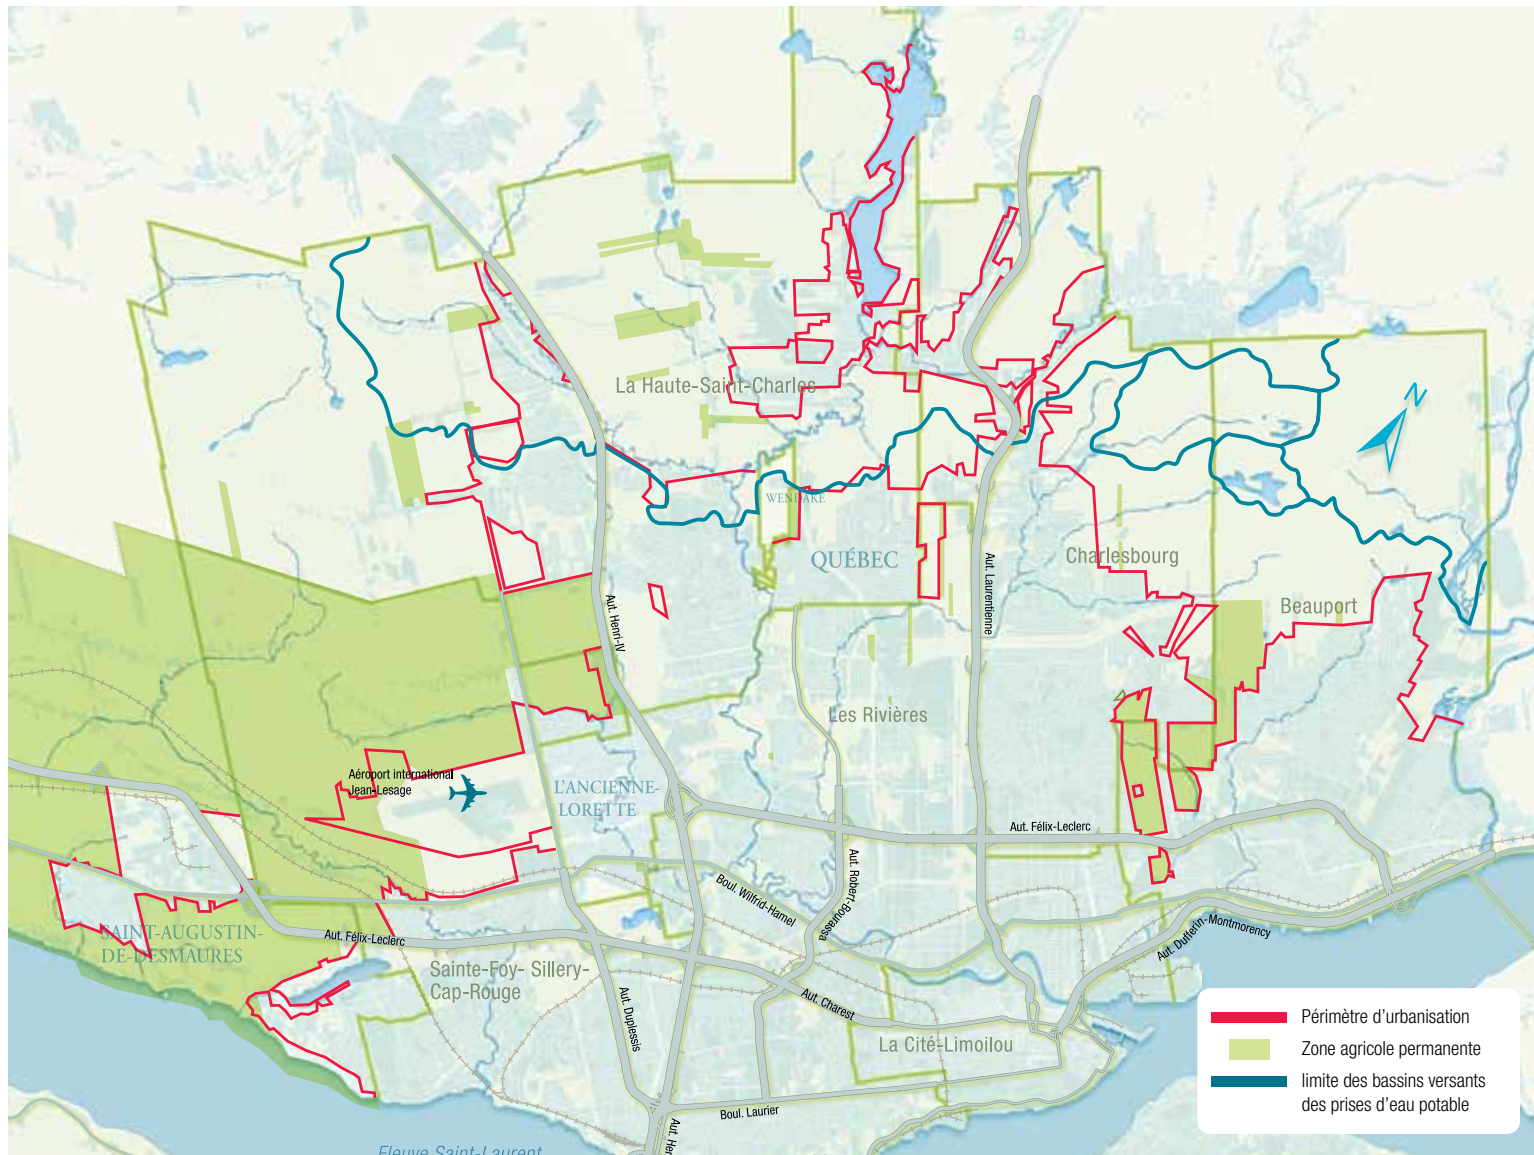 N
La Haute-Saint-Charles
WENDAKE
QUÉBEC
Charlesbourg
Aut. Laurentienne
Beauport
Aut. Henri-IV
Les Rivières
Aéroport international
Jean-Lesage
L'ANCIENNE-
LORETTE
Aut. Félix-Leclerc
Aut. Robert-Bourassa
Boul. Wilfrid-Hamel
SAINT-AUGUSTIN-
DE-DESMAURES
Aut. Félix-Leclerc
Aut. Dufferin-Montmorency
Sainte-Foy- Sillery-
Cap-Rouge
Aut. Duplessis
Aut. Charest
La Cité-Limoilou
Boul. Laurier
Aut. Hen
Fleuve Saint-Laurent
Périmètre d'urbanisation
Zone agricole permanente
limite des bassins versants
des prises d'eau potable